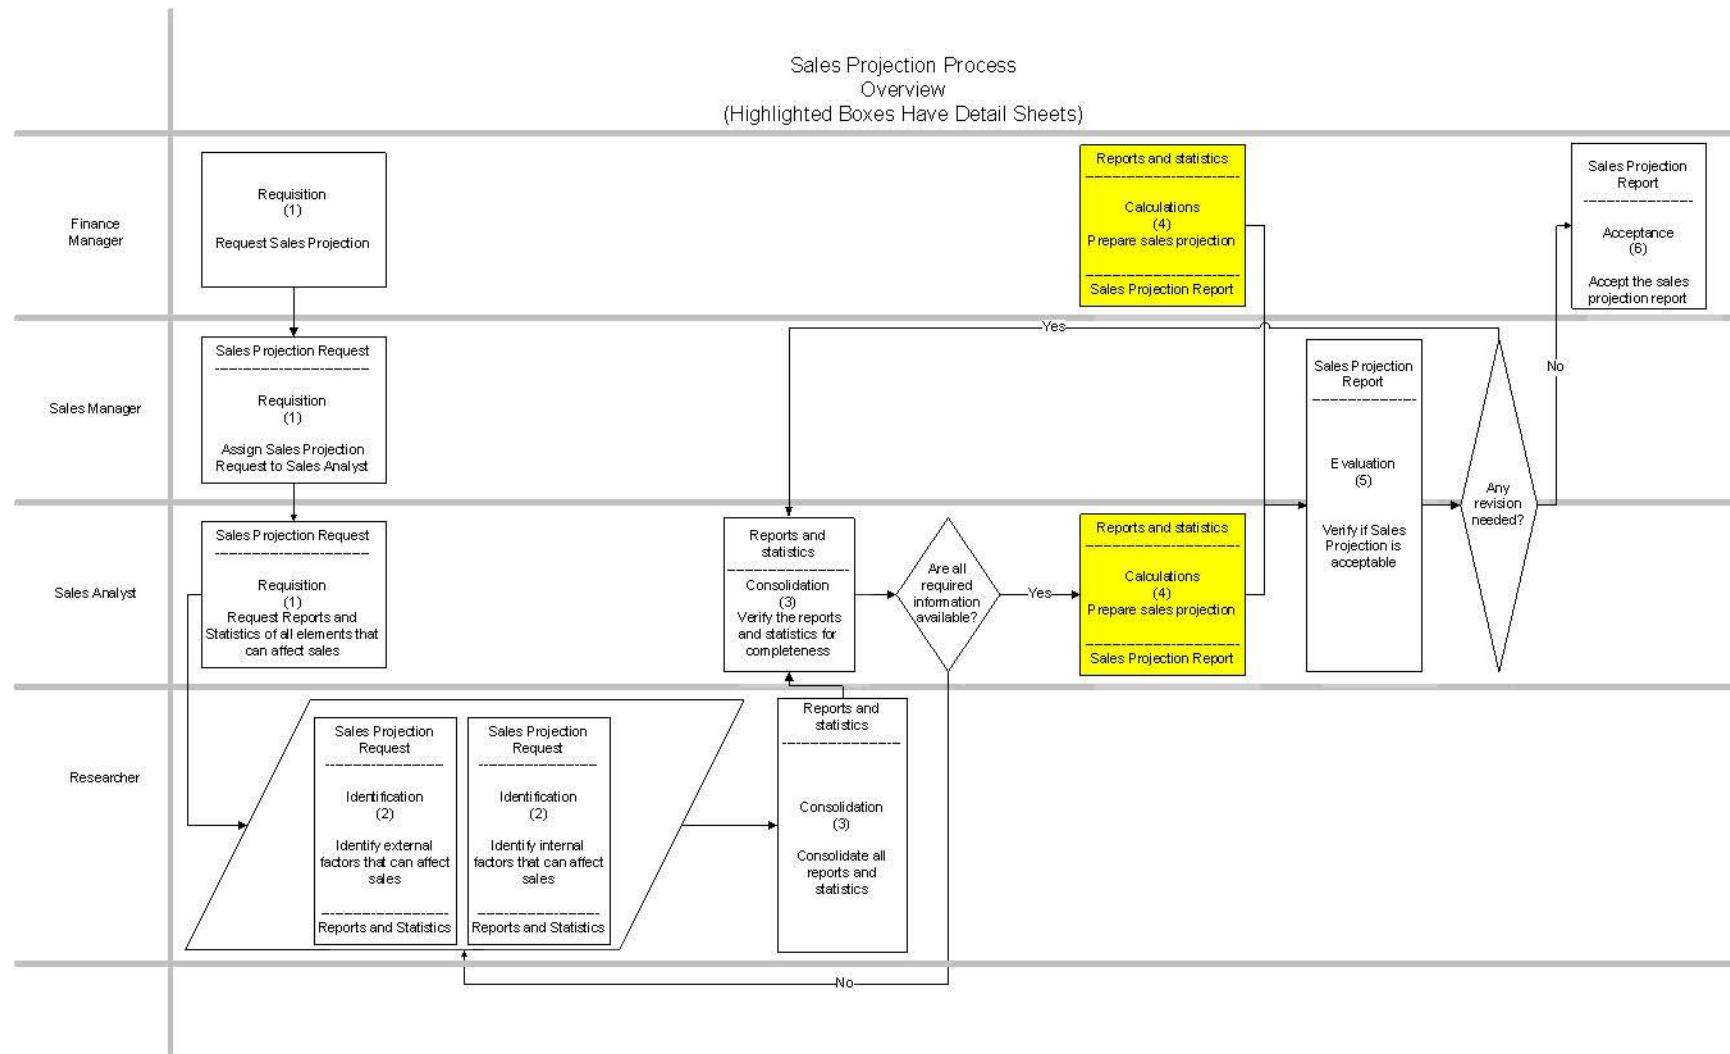 Sales Projection Process
Overview
(Highlighted Boxes Have Detail Sheets)
Finance
Manager
Requisition
(1)
Request Sales Projection
Reports and statistics
Calculations
(4)
Prepare sales projection
Sales Projection Report
Sales Projection
Report
Acceptance
(6)
Accept the sales
projection report
Sales Manager
Sales Projection Request
Requisition
(1)
Assign Sales Projection
Request to Sales Analyst
Yes
Sales Projection
Report
Evaluation
(5)
Verify if Sales
Projection is
acceptable
Any
revision
needed?
No
Sales Analyst
Sales Projection Request
Requisition
(1)
Request Reports and
Statistics of all elements that
can affect sales
Reports and
statistics
Consolidation
(3)
Verify the reports
and statistics for
completeness
Are all
required
information
available?
Yes
Reports and statistics
Calculations
(4)
Prepare sales projection
Sales Projection Report
Researcher
Sales Projection
Request
Identification
(2)
Identify external
factors that can affect
sales
Reports and Statistics
Sales Projection
Request
Identification
(2)
Identify internal
factors that can affect
sales
Reports and Statistics
Reports and
statistics
Consolidation
(3)
Consolidate all
reports and
statistics
No